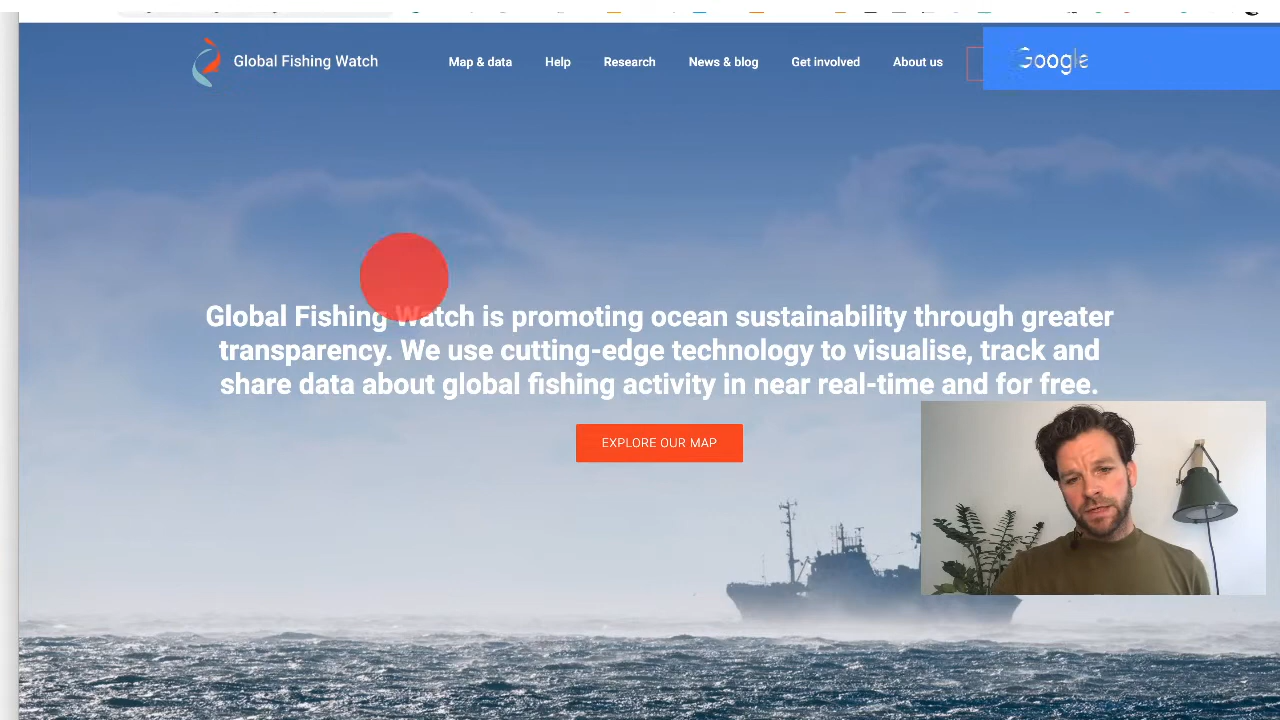 Global Fishing Watch
Map & data
Help
Research
News & blog
Get involved
About us
Google
Global Fishing Watch is promoting ocean sustainability through greater
transparency. We use cutting-edge technology to visualise, track and
share data about global fishing activity in near real-time and for free.
EXPLORE OUR MAP